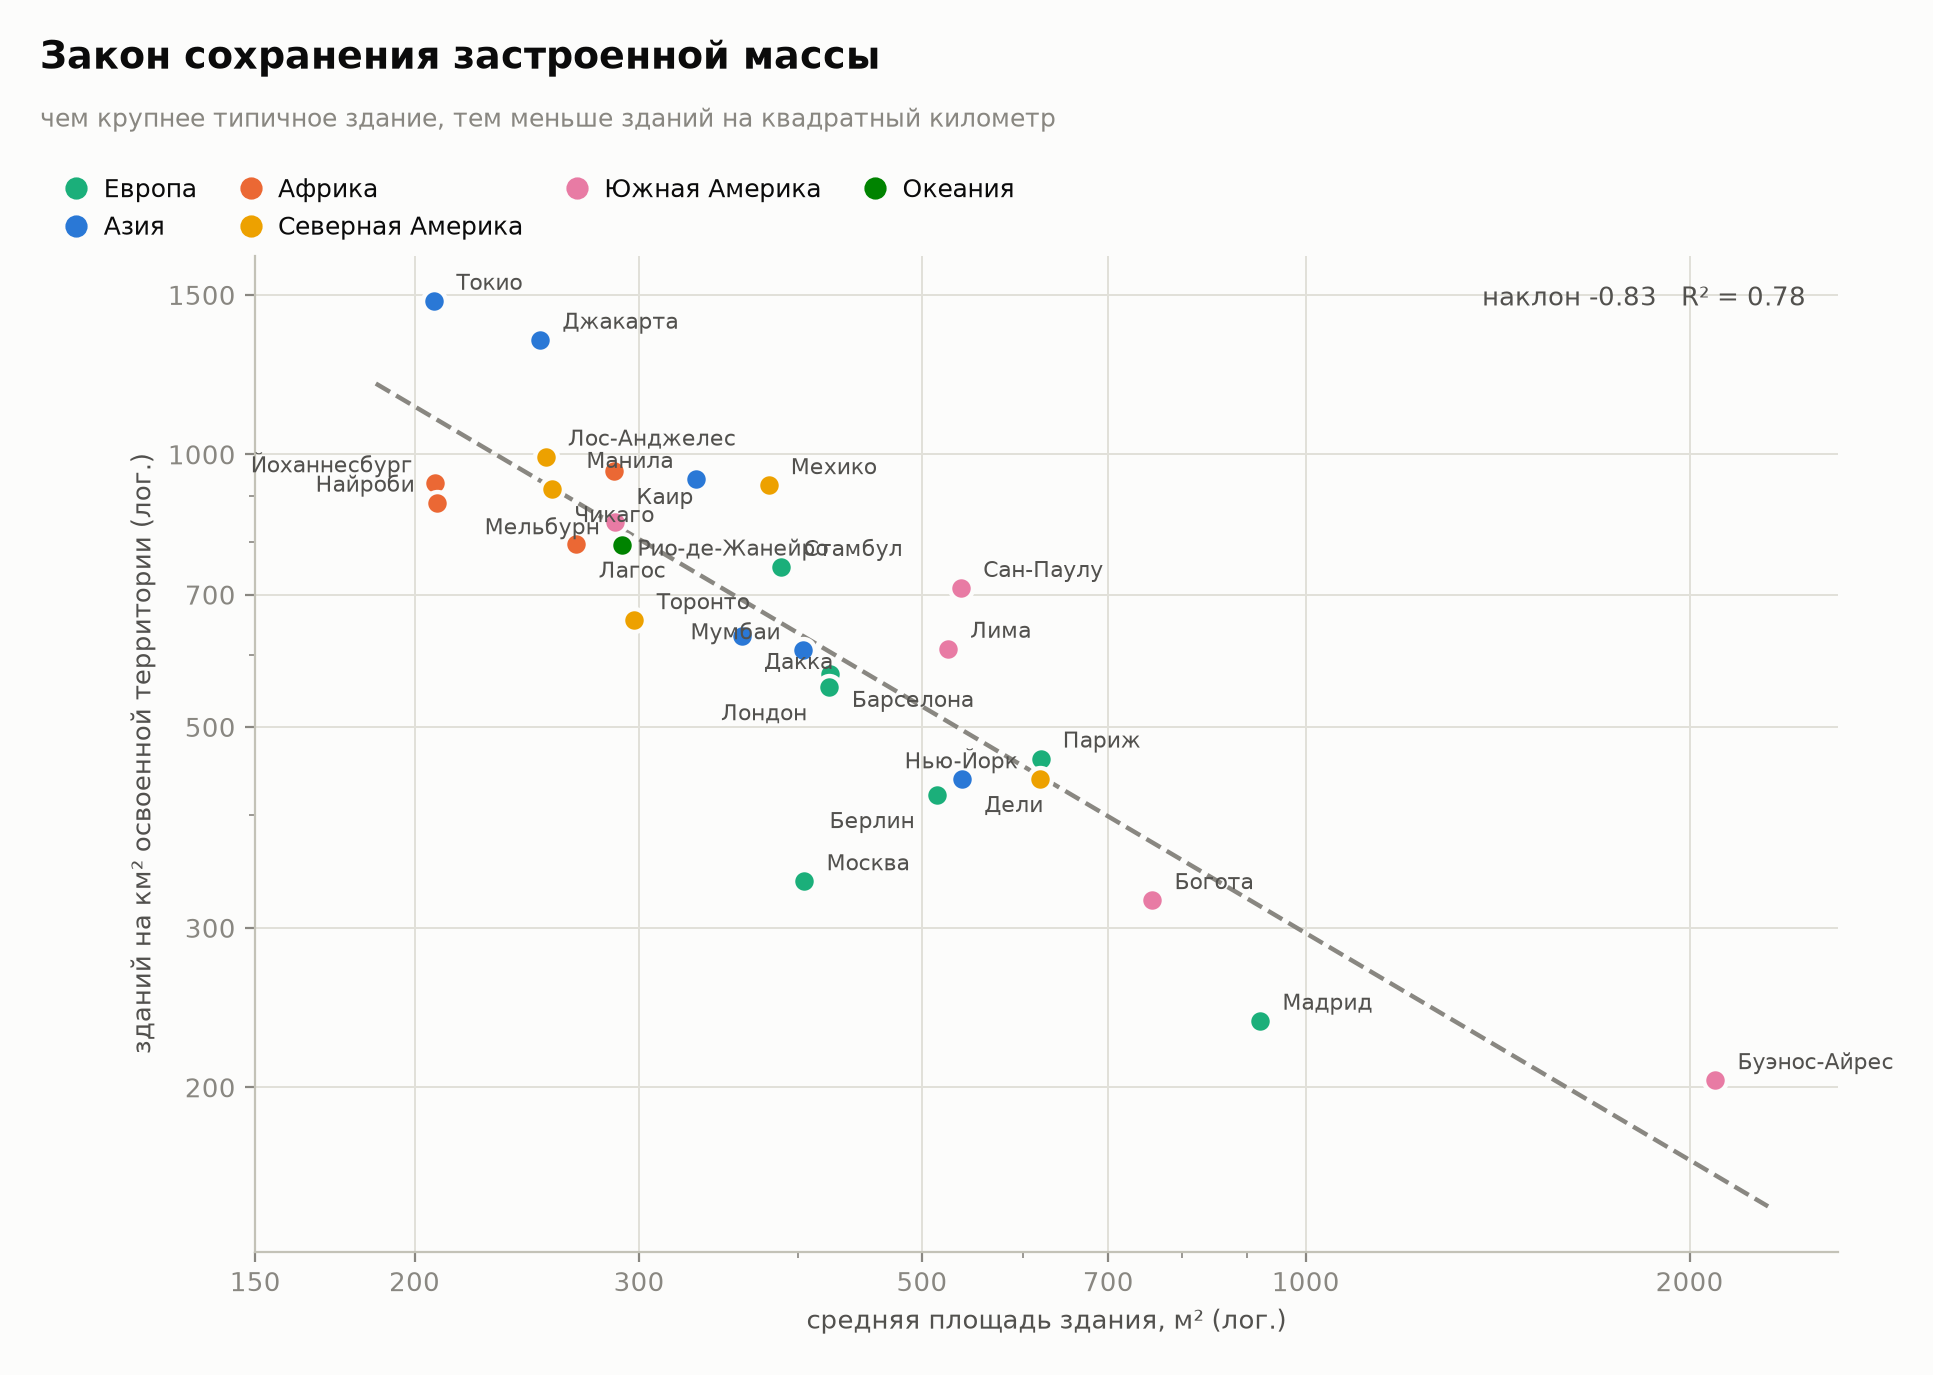 Закон сохранения застроенной массы
чем крупнее типичное здание, тем меньше зданий на квадратный километр
Европа
Африка
Южная Америка
Океания
Азия
Северная Америка
наклон -0.83   R² = 0.78
Токио
Джакарта
Лос-Анджелес
Манила
Мехико
Йоханнесбург
Найроби
Каир
Чикаго
Мельбурн
Рио-де-Жанейро
Стамбул
Лагос
Сан-Паулу
Торонто
Мумбаи
Лима
Дакка
Барселона
Лондон
Париж
Нью-Йорк
Дели
Берлин
Москва
Богота
Мадрид
Буэнос-Айрес
1500
1000
700
500
300
200
зданий на км² освоенной территории (лог.)
150
200
300
500
700
1000
2000
средняя площадь здания, м² (лог.)